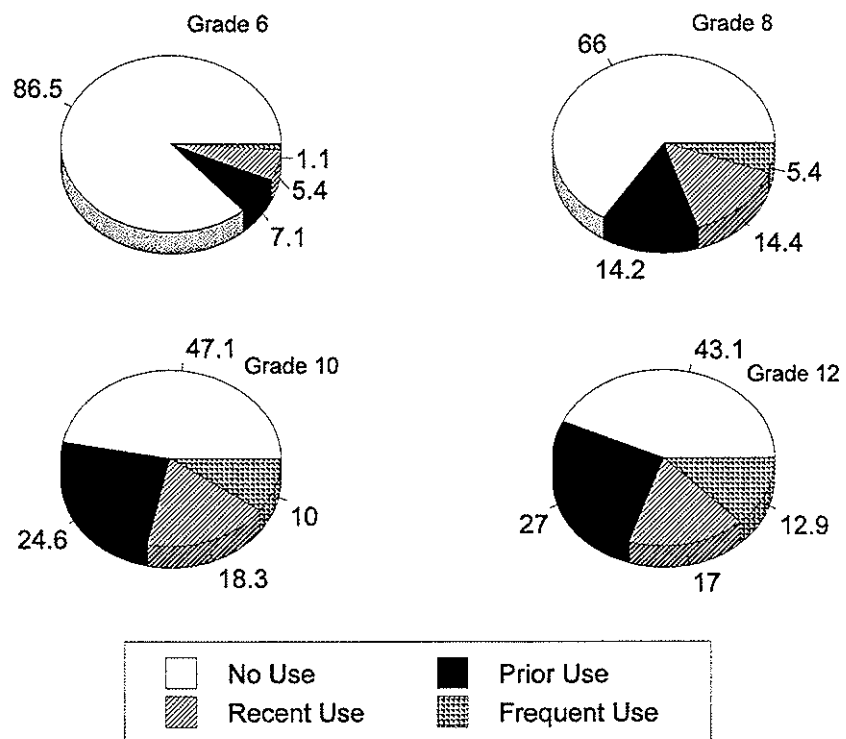 Grade 6
86.5
1.1
5.4
7.1
Grade 8
66
5.4
14.4
14.2
47.1
Grade 10
10
24.6
18.3
43.1
Grade 12
12.9
27
17
No Use
Prior Use
Recent Use
Frequent Use